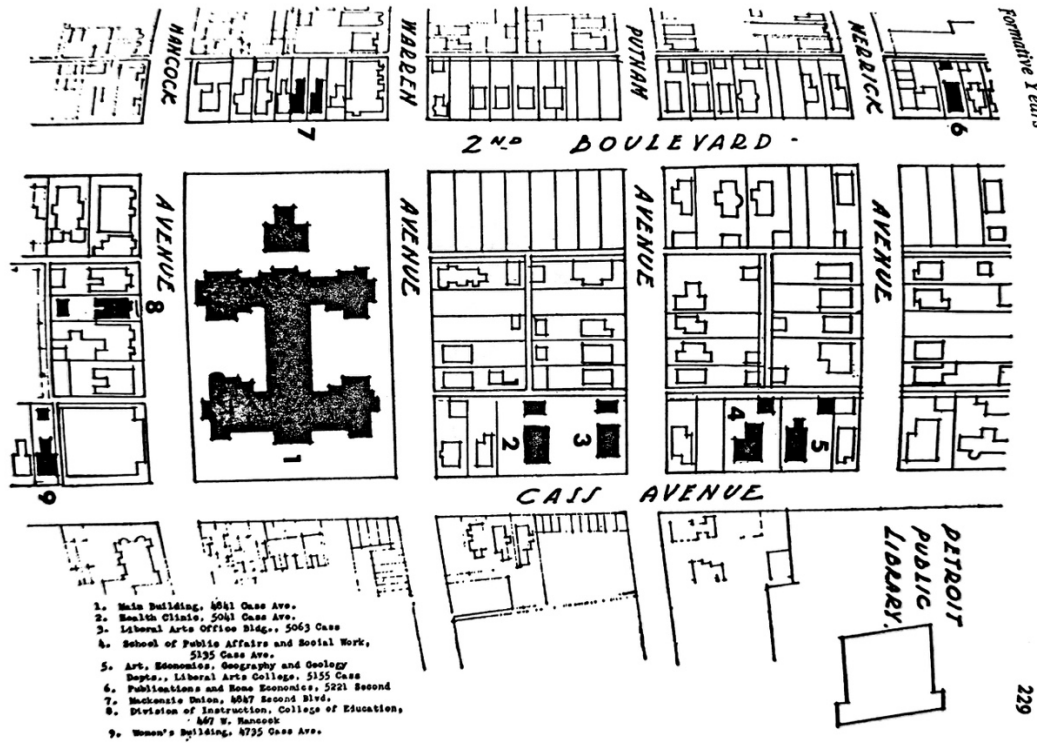 Formative Years
HANCOCK
AVENUE
WARREN
AVENUE
PUTNAM
AVENUE
MERRICK
AVENUE
2ND BOULEVARD -
7
6
8
1
2
3
4
5
9
CASS AVENUE
DETROIT
PUBLIC
LIBRARY.
1. Main Building, 4841 Cass Ave.
2. Health Clinic, 5041 Cass Ave.
3. Liberal Arts Office Bldg., 5063 Cass
4. School of Public Affairs and Social Work,
5135 Cass Ave.
5. Art, Economics, Geography and Geology
Depts., Liberal Arts College, 5155 Cass
6. Publications and Home Economics, 5221 Second
7. Mackenzie Union, 4847 Second Blvd.
8. Division of Instruction, College of Education,
467 W. Hancock
9. Women's Building, 4735 Cass Ave.
229